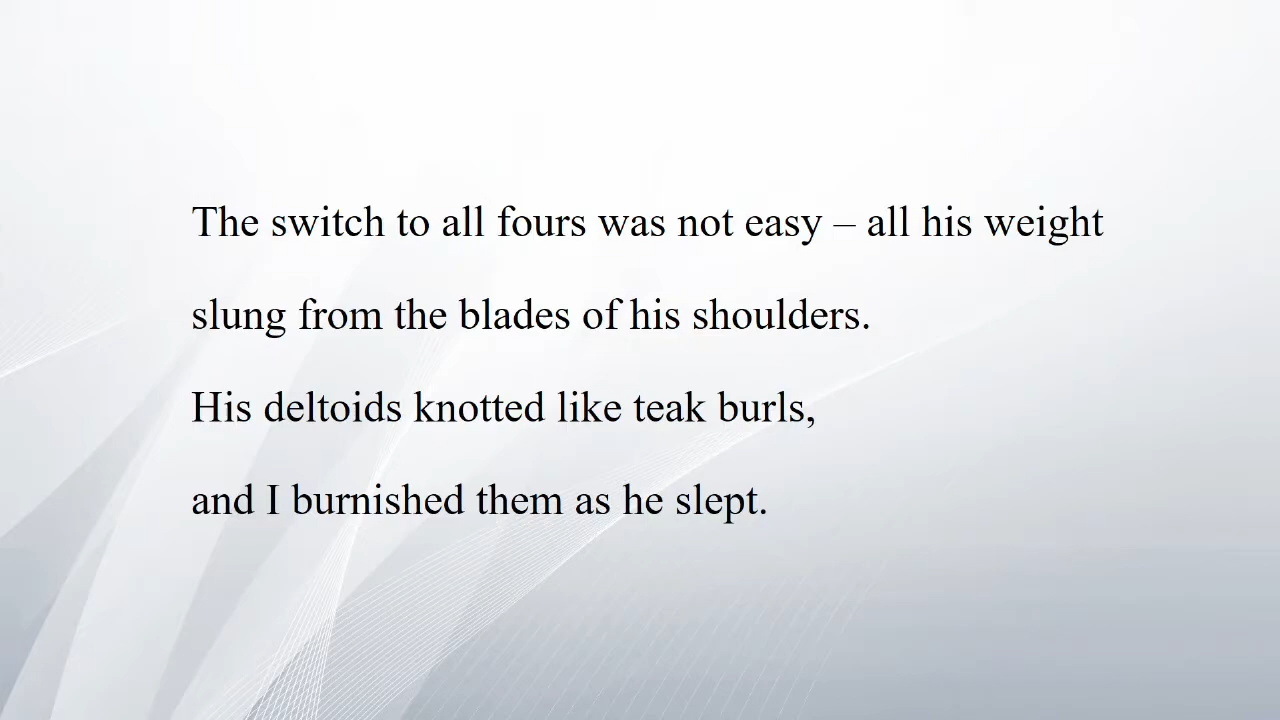 The switch to all fours was not easy – all his weight
slung from the blades of his shoulders.
His deltoids knotted like teak burls,
and I burnished them as he slept.